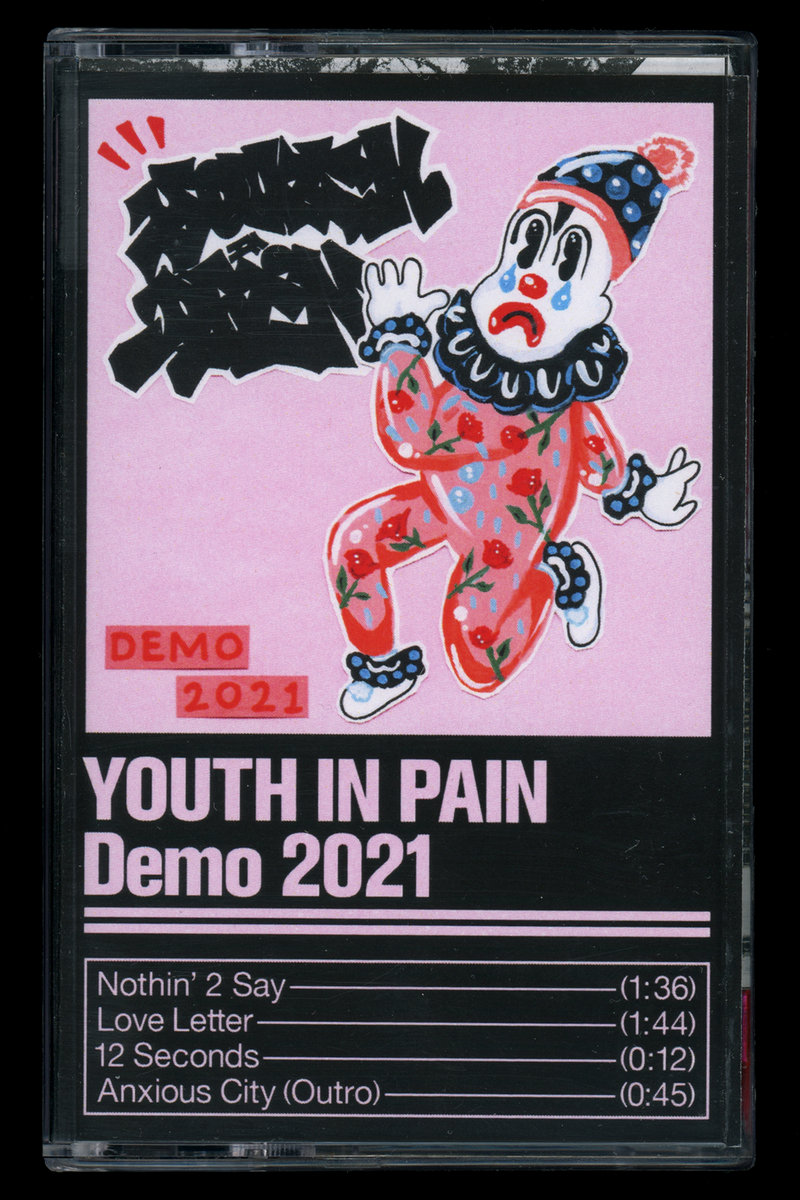 DEMO
2021
YOUTH IN PAIN
Demo 2021
Nothin' 2 Say (1:36)
Love Letter (1:44)
12 Seconds (0:12)
Anxious City (Outro) (0:45)